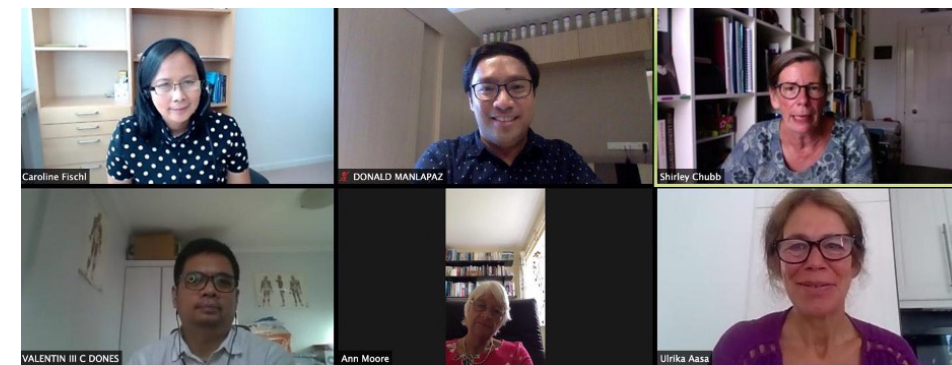 Caroline Fischl
DONALD MANLAPAZ
Shirley Chubb
VALENTIN III C DONES
Ann Moore
Ulrika Aasa